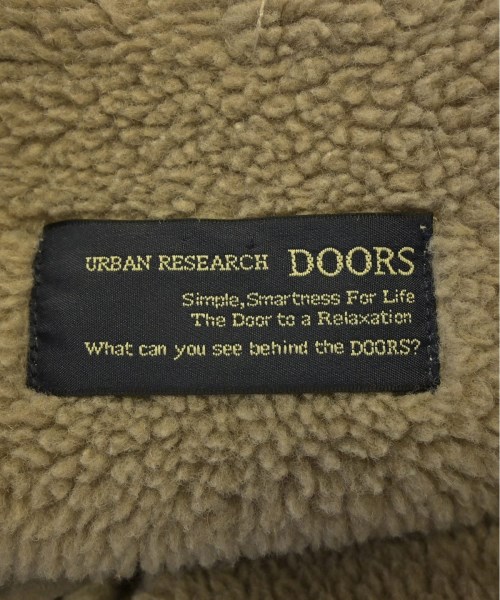 URBAN RESEARCH DOORS
Simple,Smartness For Life
The Door to a Relaxation
What can you see behind the DOORS?